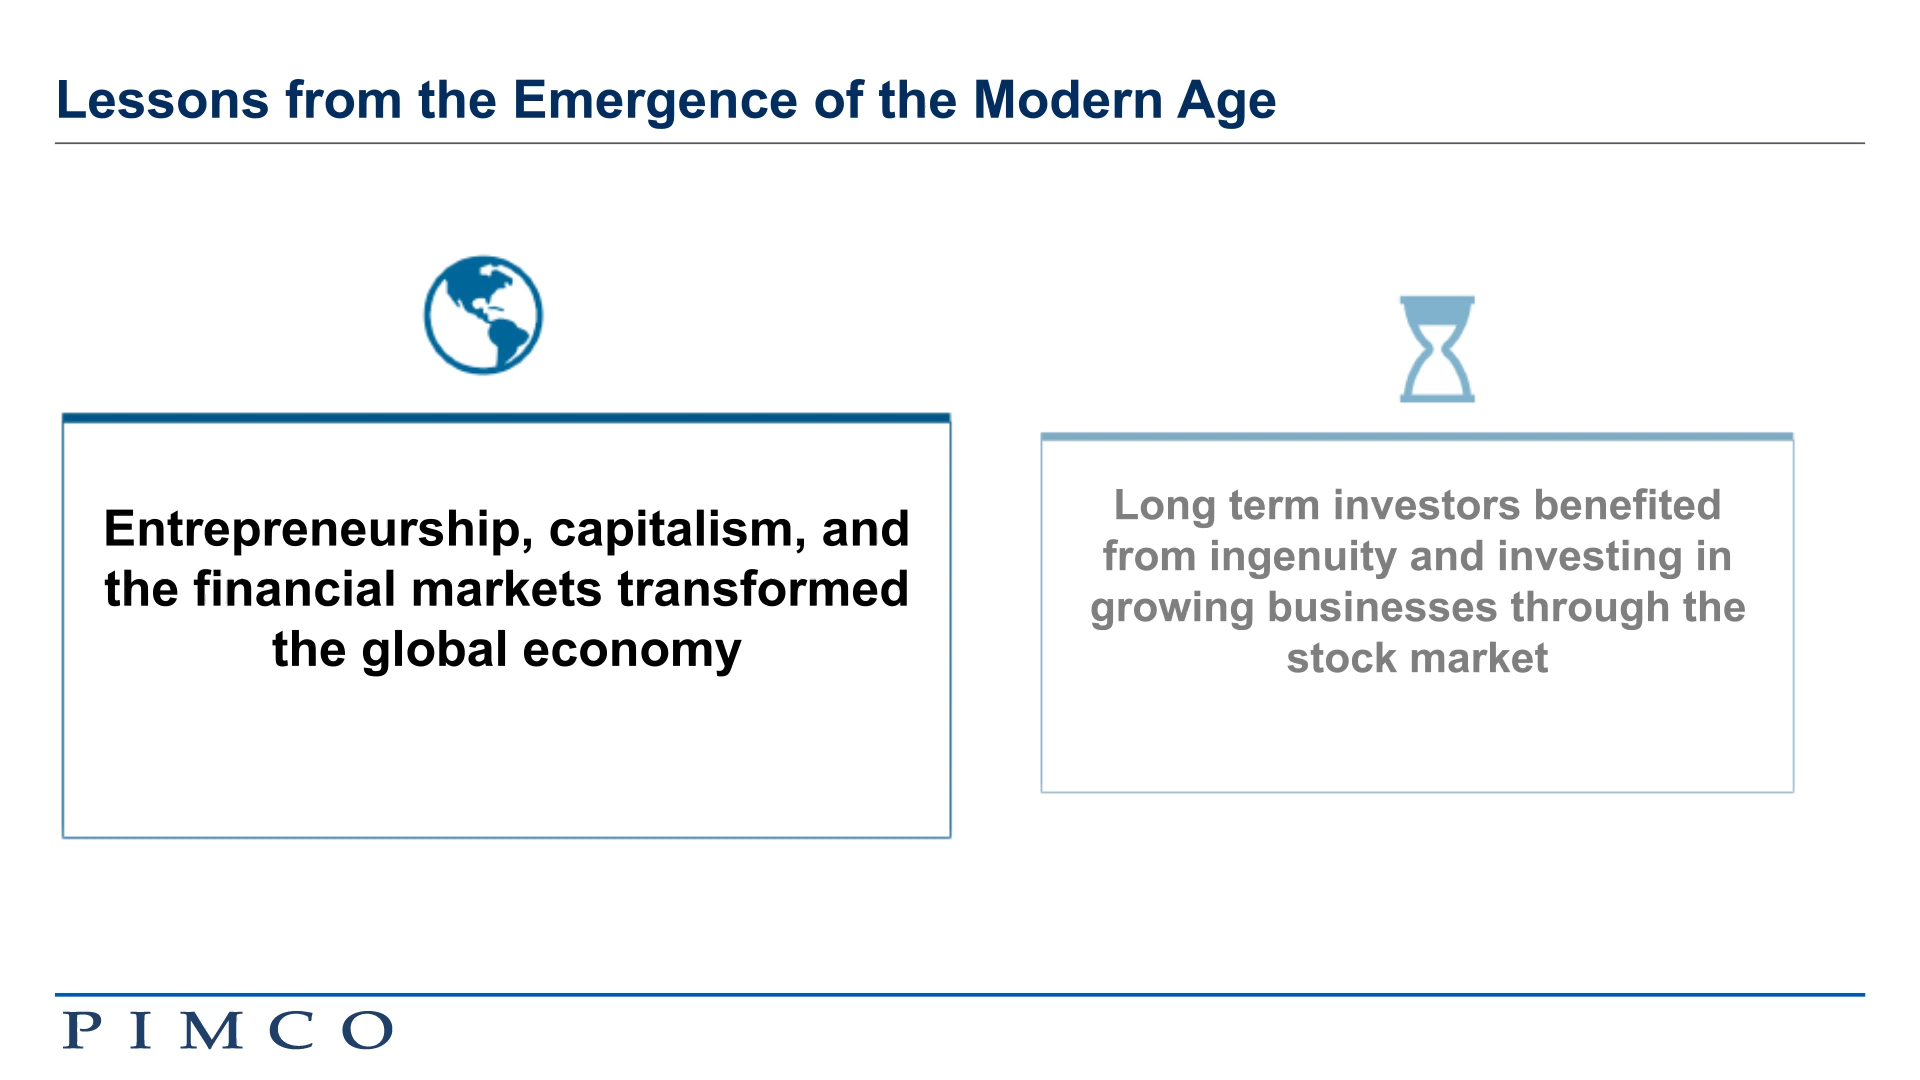 Lessons from the Emergence of the Modern Age
Entrepreneurship, capitalism, and
the financial markets transformed
the global economy
Long term investors benefited
from ingenuity and investing in
growing businesses through the
stock market
PIMCO